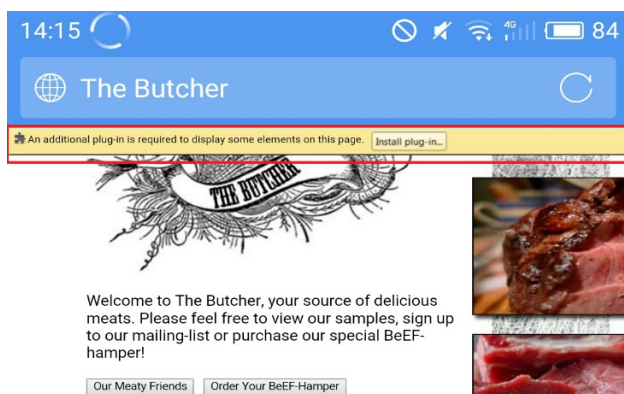 14:15
4G
84
The Butcher
An additional plug-in is required to display some elements on this page. Install plug-in...
THE BUTCHER
Welcome to The Butcher, your source of delicious
meats. Please feel free to view our samples, sign up
to our mailing-list or purchase our special BeEF-
hamper!
Our Meaty Friends Order Your BeEF-Hamper